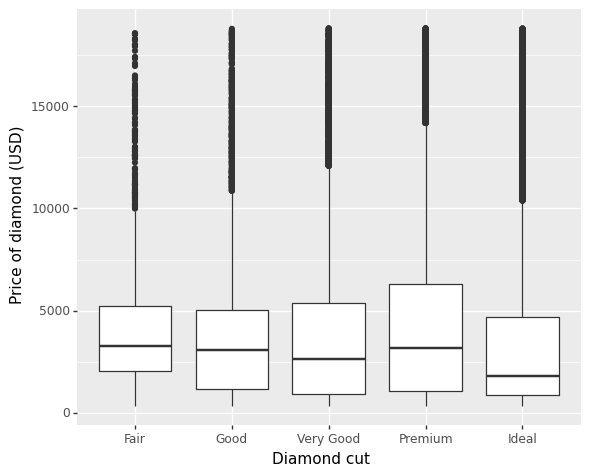 Price of diamond (USD)
15000
10000
5000
0
Fair Good Very Good Premium Ideal
Diamond cut